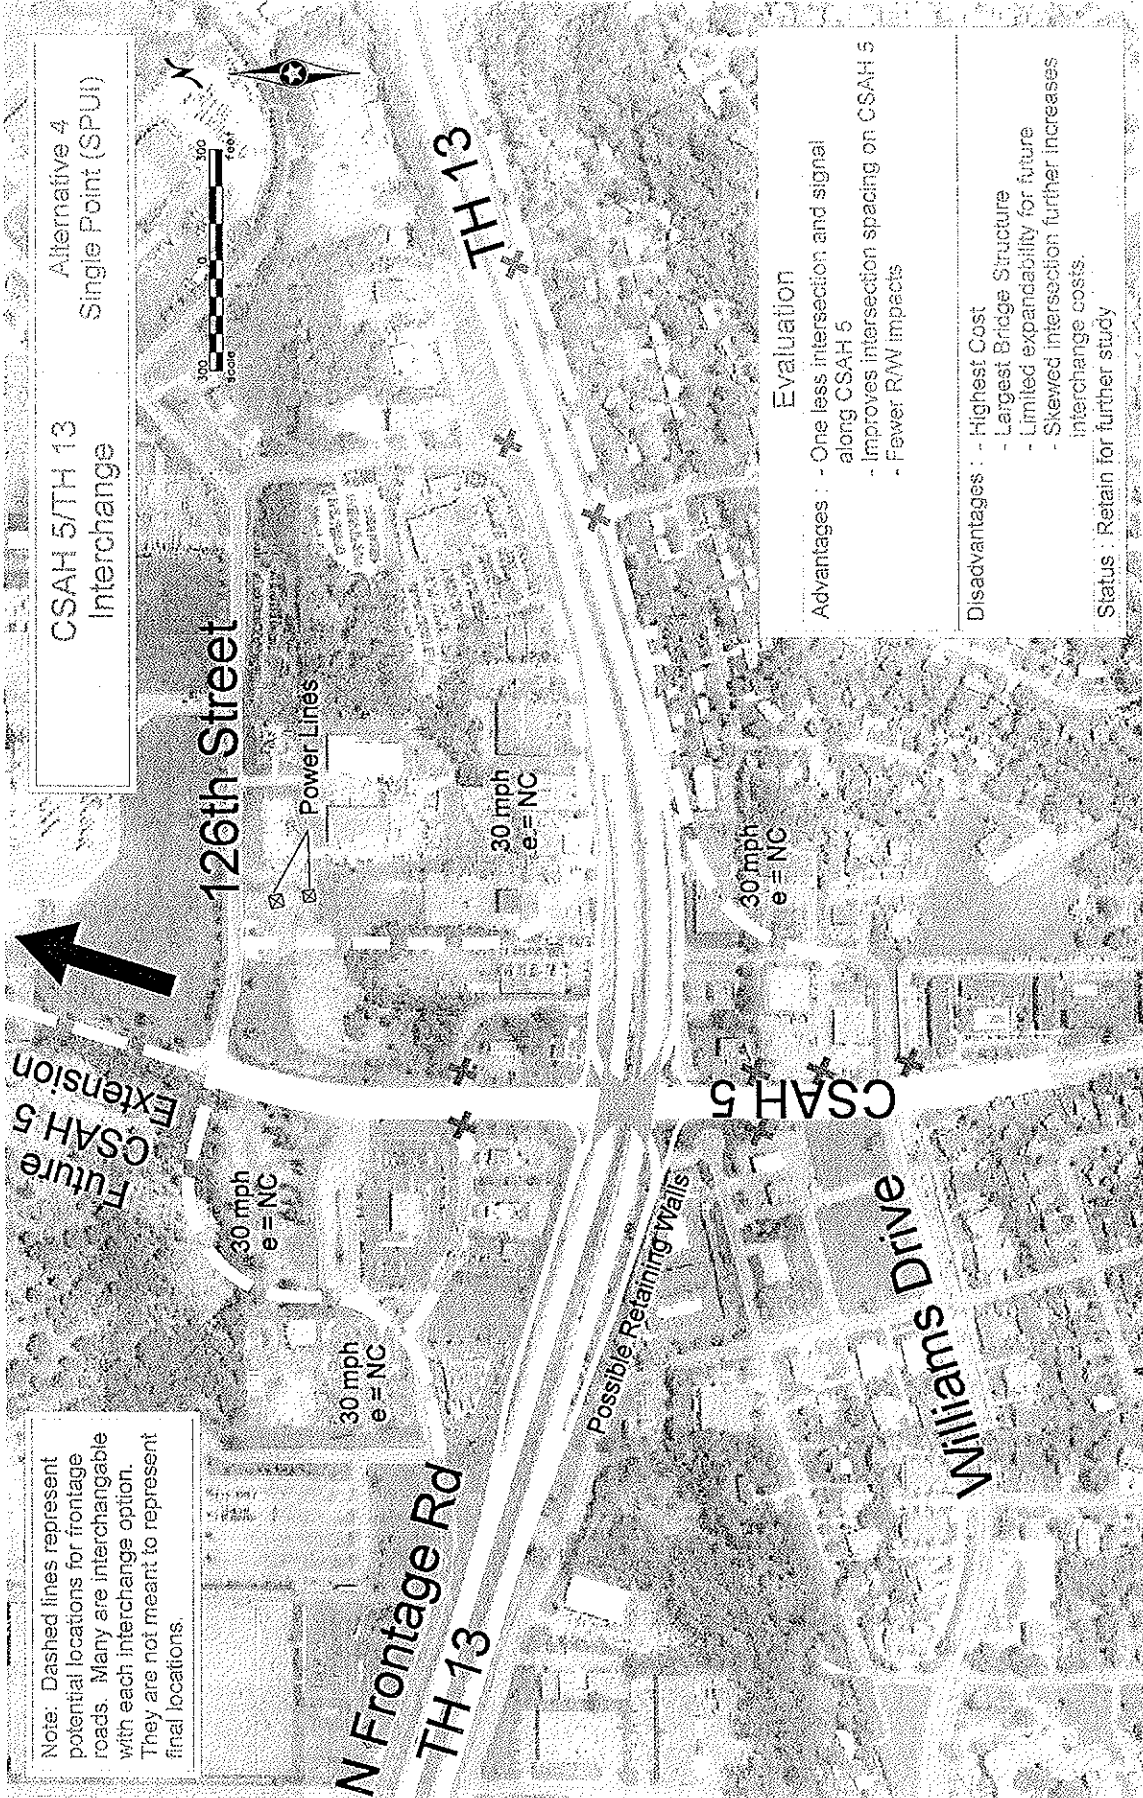 Note: Dashed lines represent
potential locations for frontage
roads. Many are interchangable
with each interchange option.
They are not meant to represent
final locations.
CSAH 5/TH 13
Interchange
Alternative 4
Single Point (SPUI)
N
300
0
300
scale
feet
Future
CSAH 5
Extension
126th Street
Power Lines
30 mph
e = NC
30 mph
e = NC
30 mph
e = NC
30 mph
e = NC
N Frontage Rd
TH 13
TH 13
CSAH 5
Possible Retaining Walls
Williams Drive
Evaluation
Advantages : - One less intersection and signal
along CSAH 5
- Improves intersection spacing on CSAH 5
- Fewer R/W impacts
Disadvantages : - Highest Cost
- Largest Bridge Structure
- Limited expandability for future
- Skewed intersection further increases
interchange costs.
Status : Retain for further study